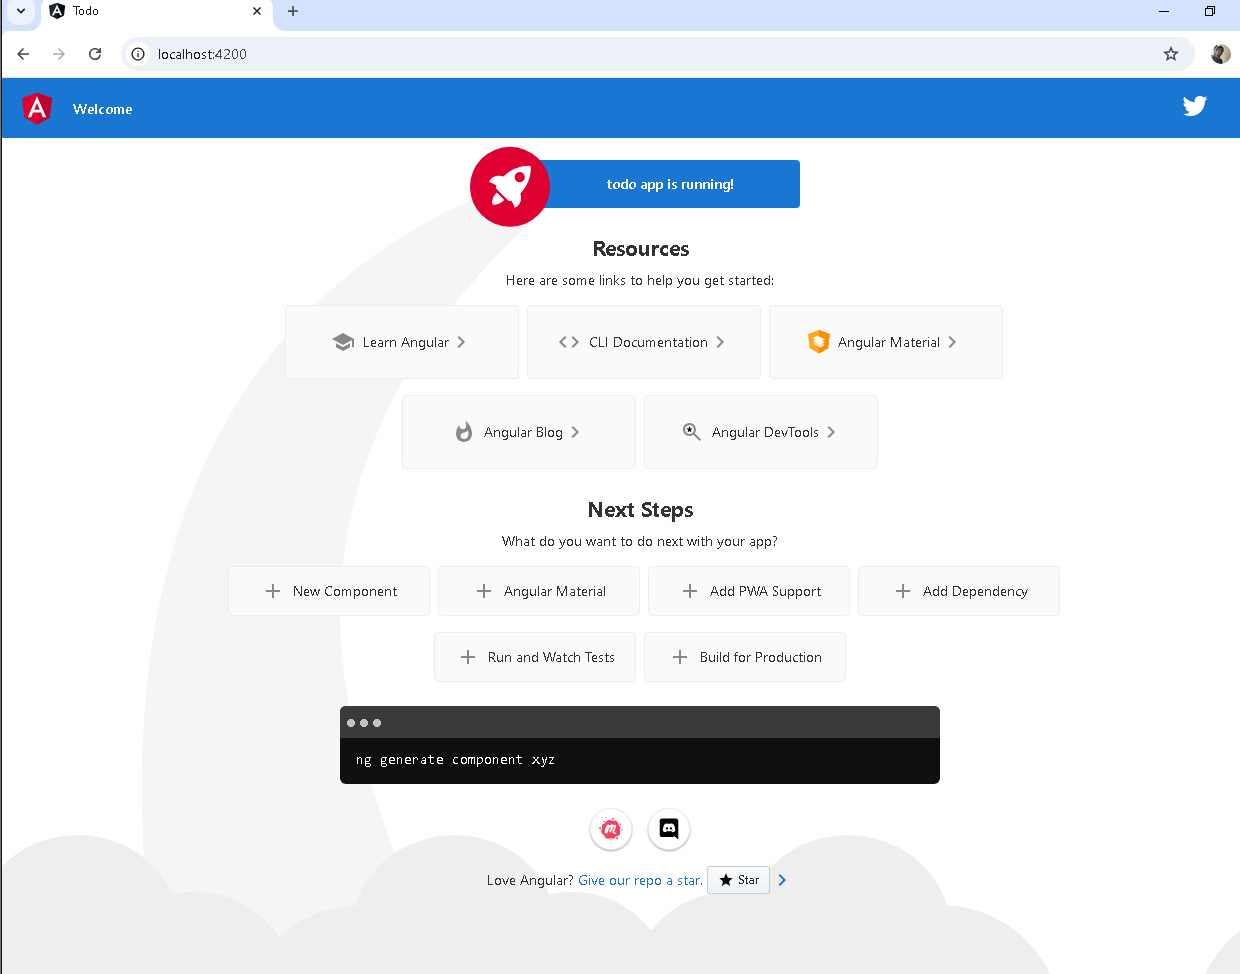 Todo
localhost:4200
Welcome
todo app is running!
Resources
Here are some links to help you get started:
Learn Angular
CLI Documentation
Angular Material
Angular Blog
Angular DevTools
Next Steps
What do you want to do next with your app?
New Component
Angular Material
Add PWA Support
Add Dependency
Run and Watch Tests
Build for Production
ng generate component xyz
Love Angular? Give our repo a star. Star